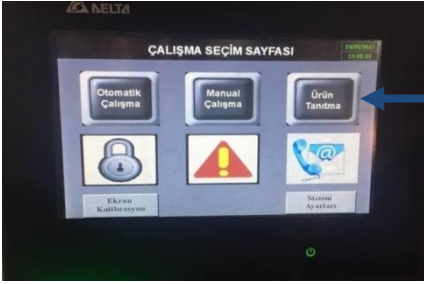 DELTA
ÇALIŞMA SEÇİM SAYFASI
Otomatik
Çalışma
Manual
Çalışma
Ürün
Tanıtma
@
Ekran
Kalibrasyon
Sistem
Ayarları